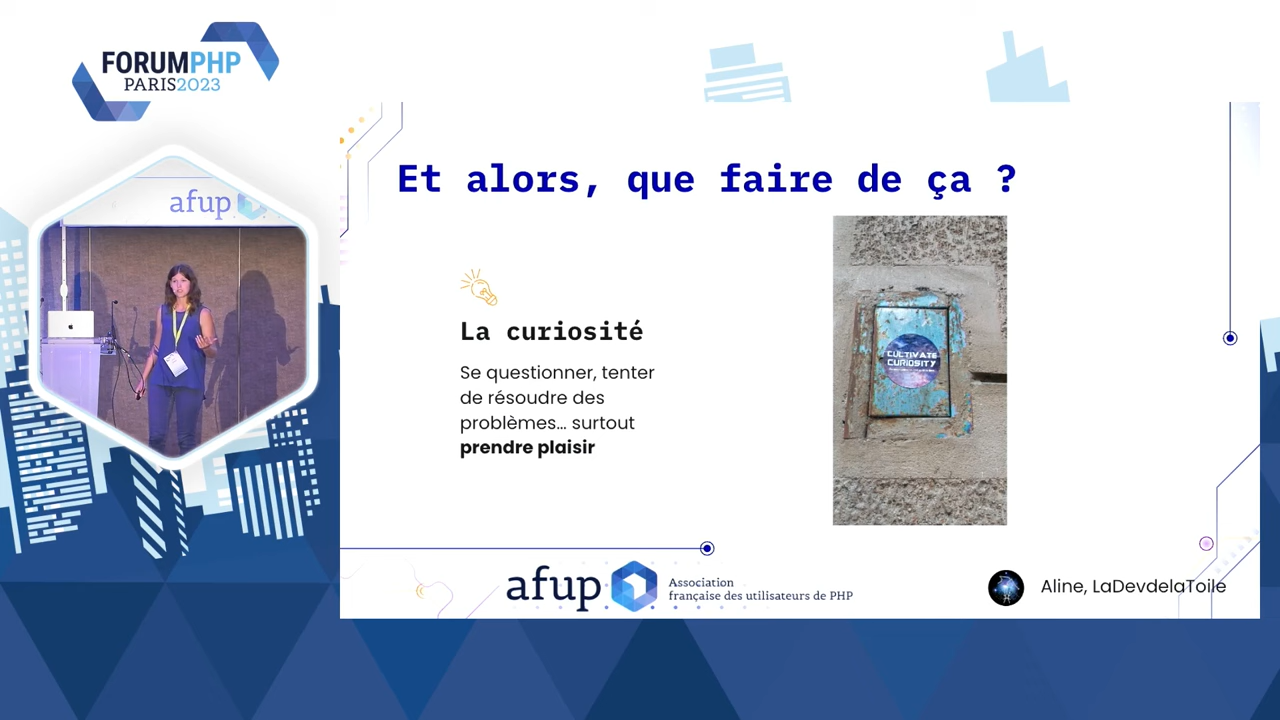 FORUMPHP
PARIS2023
afup
Et alors, que faire de ça ?
La curiosité
Se questionner, tenter
de résoudre des
problèmes... surtout
prendre plaisir
CULTIVATE
CURIOSITY
afup
Association
française des utilisateurs de PHP
Aline, LaDevdelaToile